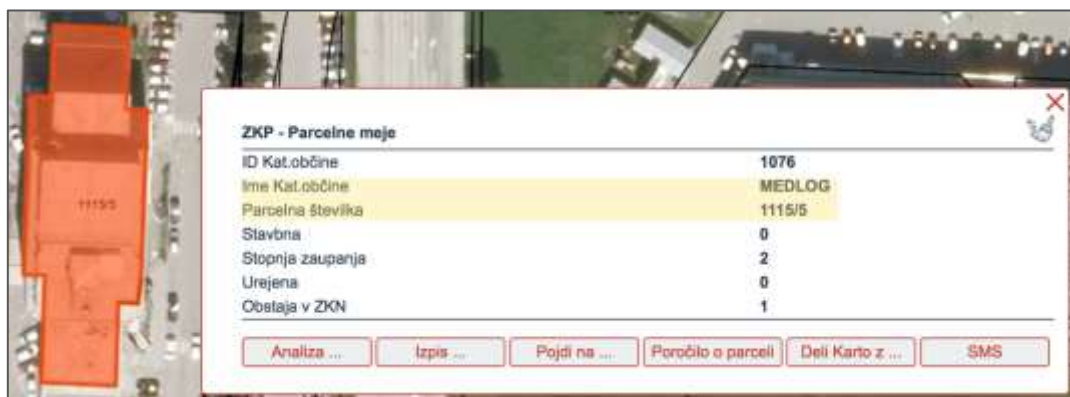 ZKP - Parcelne meje
ID Kat.občine 1076
Ime Kat.občine MEDLOG
Parcelna številka 1115/5
Stavbna 0
Stopnja zaupanja 2
Urejena 0
Obstaja v ZKN 1
Analiza ... Izpis ... Pojdi na ... Poročilo o parceli Deli Karto z ... SMS
1115/5